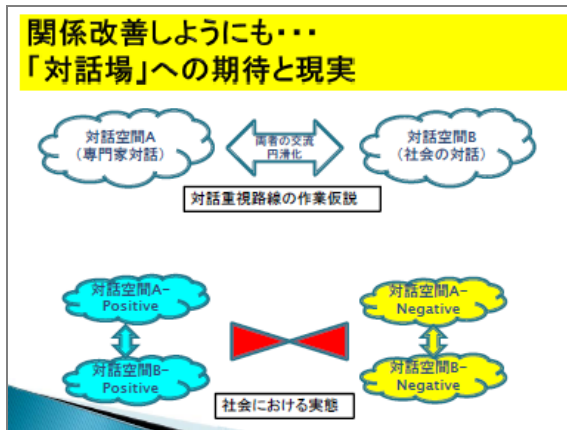 関係改善しようにも・・・
「対話場」への期待と現実
対話空間A
（専門家対話）
両者の交流
円滑化
対話空間B
（社会の対話）
対話重視路線の作業仮説
対話空間A-
Positive
対話空間A-
Negative
対話空間B-
Positive
対話空間B-
Negative
社会における実態